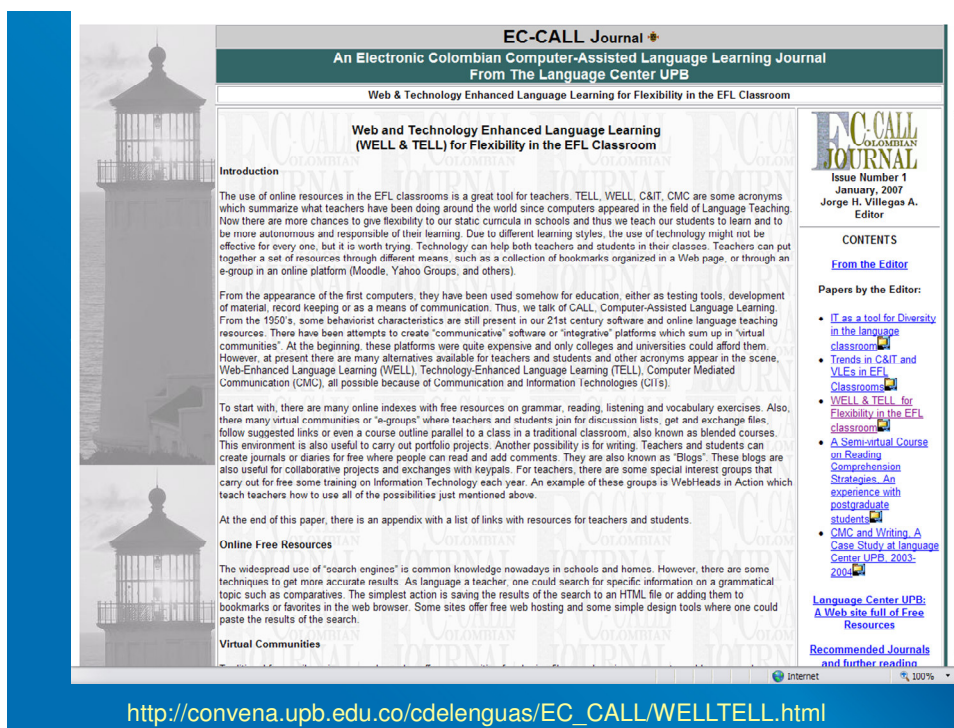 EC-CALL Journal
An Electronic Colombian Computer-Assisted Language Learning Journal
From The Language Center UPB
Web & Technology Enhanced Language Learning for Flexibility in the EFL Classroom
Web and Technology Enhanced Language Learning
(WELL & TELL) for Flexibility in the EFL Classroom
Introduction
The use of online resources in the EFL classrooms is a great tool for teachers. TELL, WELL, C&IT, CMC are some acronyms
which summarize what teachers have been doing around the world since computers appeared in the field of Language Teaching.
Now there are more chances to give flexibility to our static curricula in schools and thus we teach our students to learn and to
be more autonomous and responsible of their learning. Due to different learning styles, the use of technology might not be
effective for every one, but it is worth trying. Technology can help both teachers and students in their classes. Teachers can put
together a set of resources through different means, such as a collection of bookmarks organized in a Web page, or through an
e-group in an online platform (Moodle, Yahoo Groups, and others).
From the appearance of the first computers, they have been used somehow for education, either as testing tools, development
of material, record keeping or as a means of communication. Thus, we talk of CALL, Computer-Assisted Language Learning.
From the 1950's, some behaviorist characteristics are still present in our 21st century software and online language teaching
resources. There have been attempts to create "communicative" software or "integrative" platforms which sum up in "virtual
communities". At the beginning, these platforms were quite expensive and only colleges and universities could afford them.
However, at present there are many alternatives available for teachers and students and other acronyms appear in the scene,
Web-Enhanced Language Learning (WELL), Technology-Enhanced Language Learning (TELL), Computer Mediated
Communication (CMC), all possible because of Communication and Information Technologies (CITs).
To start with, there are many online indexes with free resources on grammar, reading, listening and vocabulary exercises. Also,
there many virtual communities or "e-groups" where teachers and students join for discussion lists, get and exchange files,
follow suggested links or even a course outline parallel to a class in a traditional classroom, also known as blended courses.
This environment is also useful to carry out portfolio projects. Another possibility is for writing. Teachers and students can
create journals or diaries for free where people can read and add comments. They are also known as "Blogs". These blogs are
also useful for collaborative projects and exchanges with keypals. For teachers, there are some special interest groups that
carry out for free some training on Information Technology each year. An example of these groups is WebHeads in Action which
teach teachers how to use all of the possibilities just mentioned above.
At the end of this paper, there is an appendix with a list of links with resources for teachers and students.
Online Free Resources
The widespread use of "search engines" is common knowledge nowadays in schools and homes. However, there are some
techniques to get more accurate results. As language a teacher, one could search for specific information on a grammatical
topic such as comparatives. The simplest action is saving the results of the search to an HTML file or adding them to
bookmarks or favorites in the web browser. Some sites offer free web hosting and some simple design tools where one could
paste the results of the search.
Virtual Communities
EC-CALL
COLOMBIAN
JOURNAL
Issue Number 1
January, 2007
Jorge H. Villegas A.
Editor
CONTENTS
From the Editor
Papers by the Editor:
IT as a tool for Diversity
in the language
classroom
Trends in C&IT and
VLEs in EFL
Classrooms
WELL & TELL for
Flexibility in the EFL
classroom
A Semi-virtual Course
on Reading
Comprehension
Strategies, An
experience with
postgraduate
students
CMC and Writing, A
Case Study at language
Center UPB, 2003-
2004
Language Center UPB:
A Web site full of Free
Resources
Recommended Journals
and further reading
Internet
100%
http://convena.upb.edu.co/cdelenguas/EC_CALL/WELLTELL.html